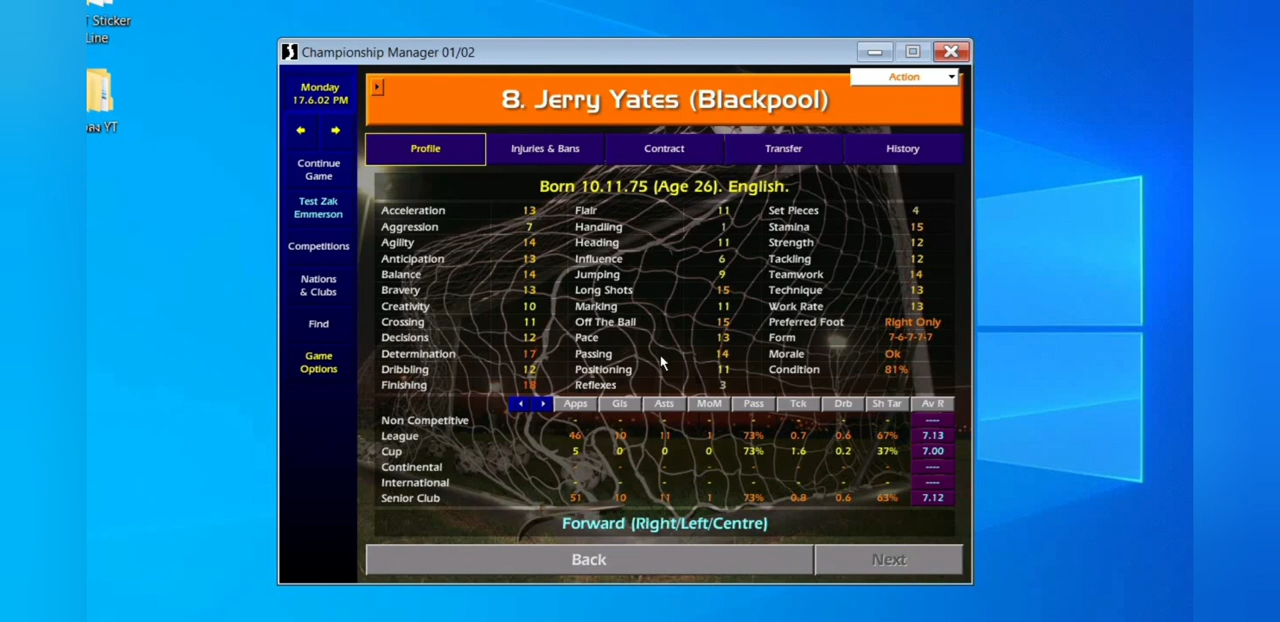 T Sticker
Line
YT
Championship Manager 01/02
Monday
17.6.02 PM
Continue
Game
Test Zak
Emmerson
Competitions
Nations
& Clubs
Find
Game
Options
Action
8. Jerry Yates (Blackpool)
Profile Injuries & Bans Contract Transfer History
Born 10.11.75 (Age 26). English.
Acceleration 13 Flair 11 Set Pieces 4
Aggression 7 Handling 1 Stamina 15
Agility 14 Heading 11 Strength 12
Anticipation 13 Influence 6 Tackling 12
Balance 14 Jumping 9 Teamwork 14
Bravery 13 Long Shots 15 Technique 13
Creativity 10 Marking 11 Work Rate 13
Crossing 11 Off The Ball 15 Preferred Foot Right Only
Decisions 12 Pace 13 Form 7-6-7-7-7
Determination 17 Passing 14 Morale Ok
Dribbling 12 Positioning 11 Condition 81%
Finishing 18 Reflexes 3
Apps Gls Asts MoM Pass Tck Drb Sh Tar Av R
Non Competitive - - - - - - - - ----
League 46 10 11 1 73% 0.7 0.6 67% 7.13
Cup 5 0 0 0 73% 1.6 0.2 37% 7.00
Continental - - - - - - - - ----
International - - - - - - - - ----
Senior Club 51 10 11 1 73% 0.8 0.6 63% 7.12
Forward (Right/Left/Centre)
Back Next